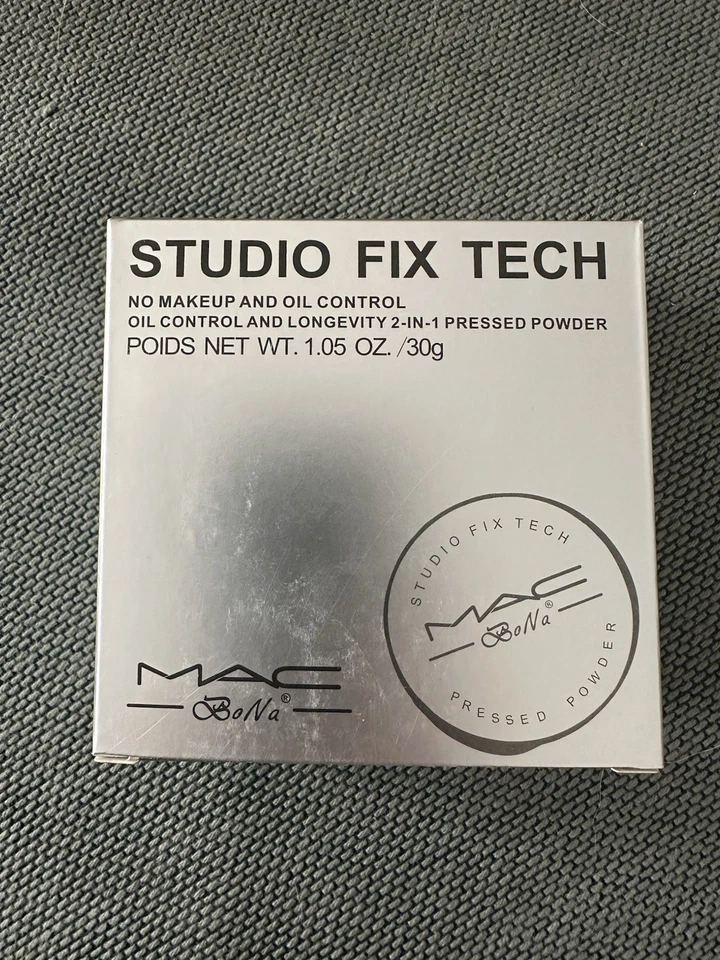 STUDIO FIX TECH
NO MAKEUP AND OIL CONTROL
OIL CONTROL AND LONGEVITY 2-IN-1 PRESSED POWDER
POIDS NET WT. 1.05 OZ. /30g
STUDIO FIX TECH
MAC
BoNa®
PRESSED POWDER
MAC
BoNa®